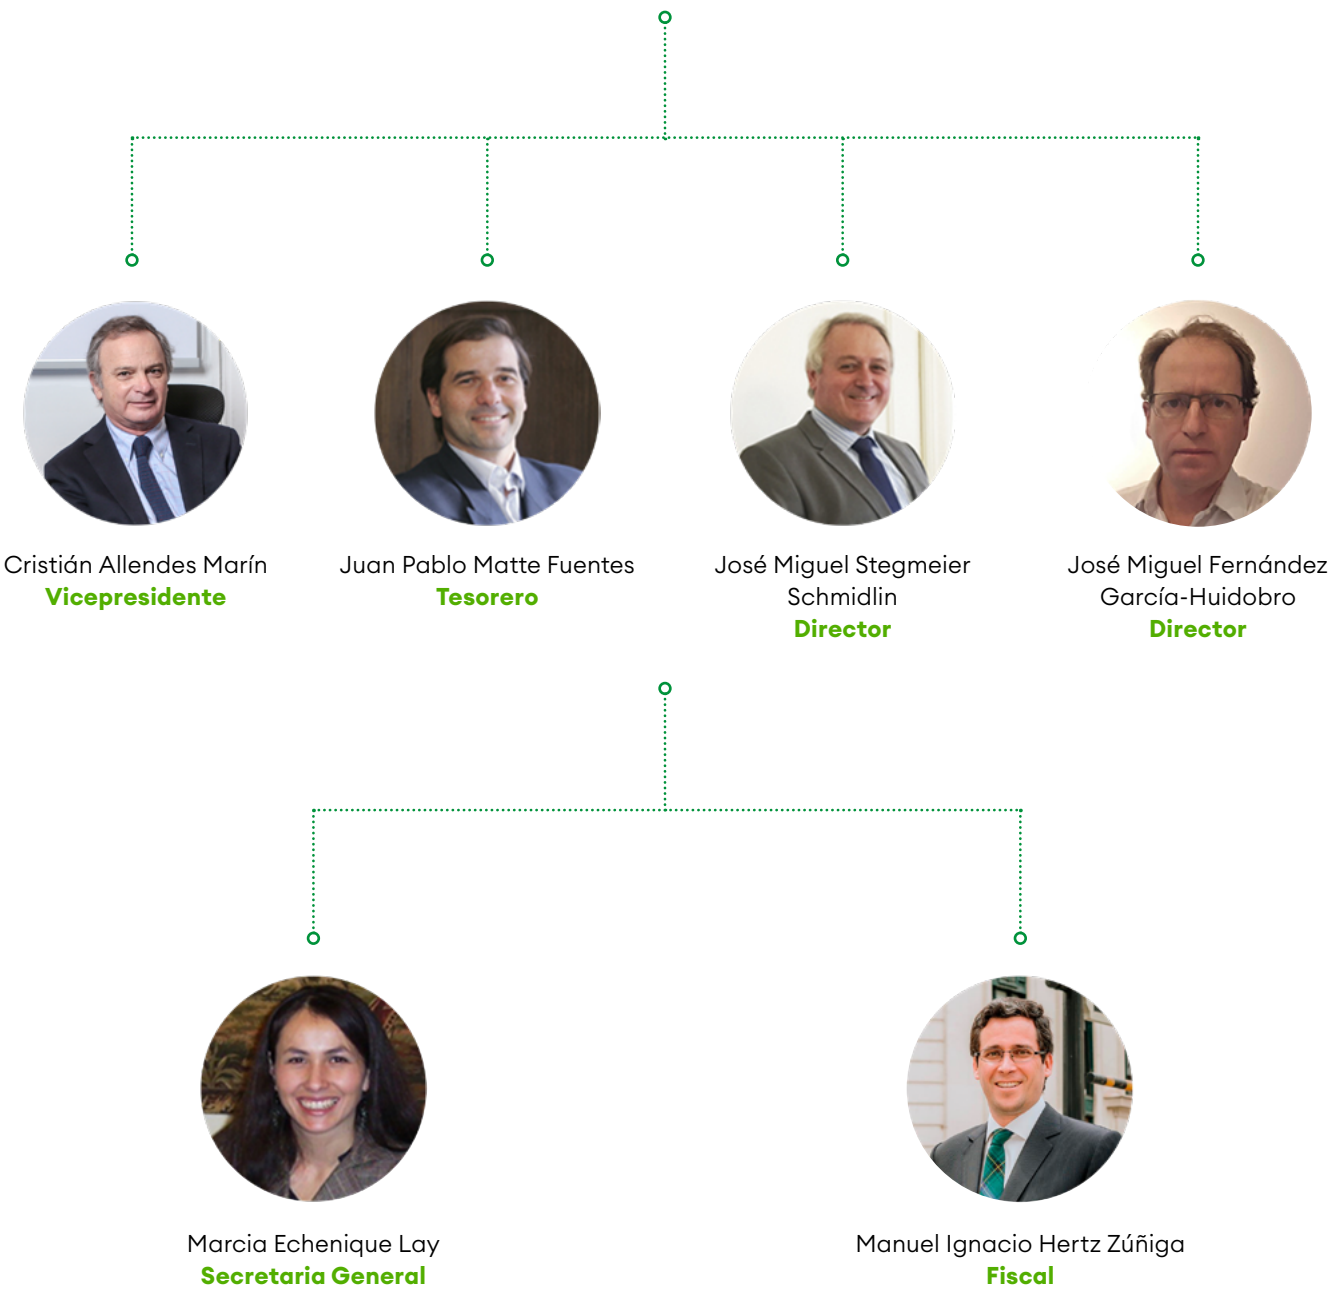 Cristián Allendes Marín
Vicepresidente
Juan Pablo Matte Fuentes
Tesorero
José Miguel Stegmeier
Schmidlin
Director
José Miguel Fernández
García-Huidobro
Director
Marcia Echenique Lay
Secretaria General
Manuel Ignacio Hertz Zúñiga
Fiscal